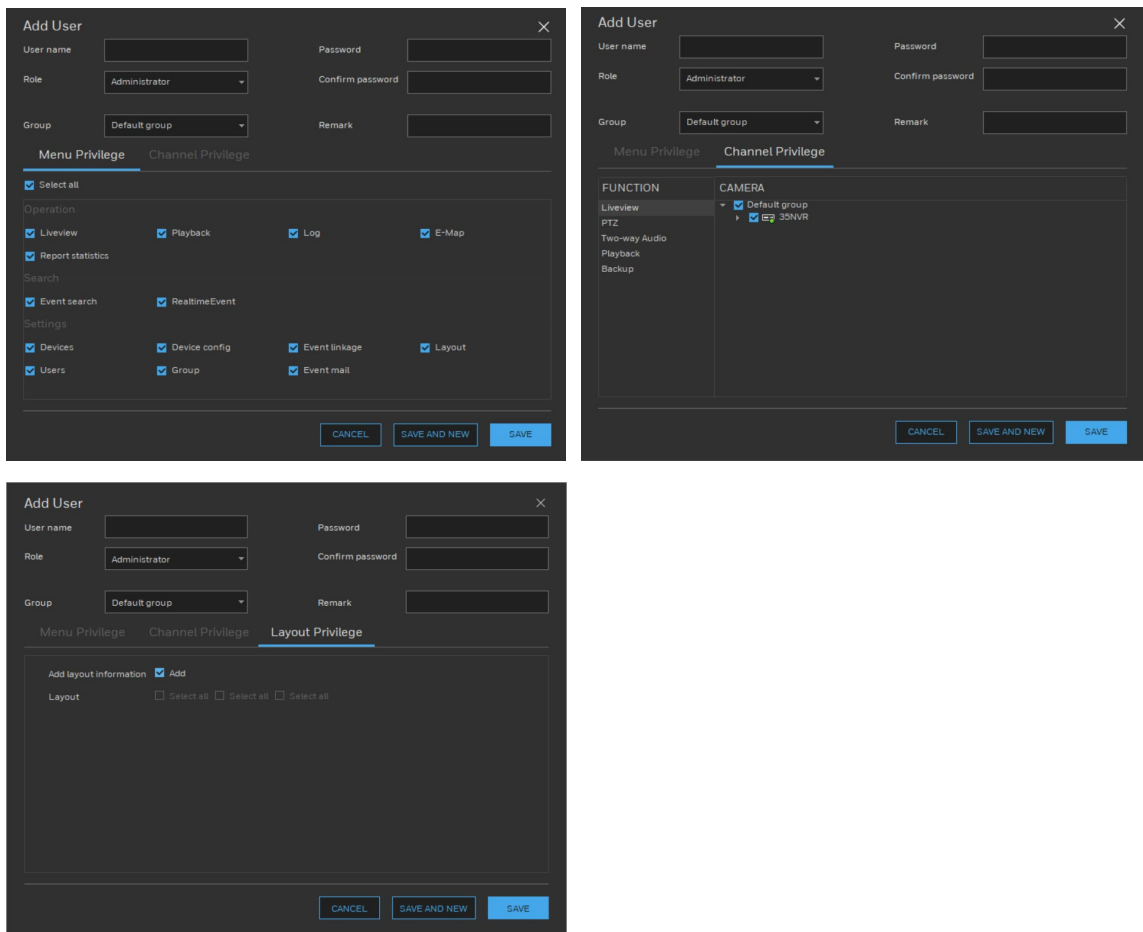 Add User
User name Password
Role Administrator Confirm password
Group Default group Remark
Menu Privilege Channel Privilege
Select all
Operation
Liveview Playback Log E-Map
Report statistics
Search
Event search RealtimeEvent
Settings
Devices Device config Event linkage Layout
Users Group Event mail
CANCEL SAVE AND NEW SAVE
Add User
User name Password
Role Administrator Confirm password
Group Default group Remark
Menu Privilege Channel Privilege
FUNCTION CAMERA
Liveview Default group
PTZ 35NVR
Two-way Audio
Playback
Backup
CANCEL SAVE AND NEW SAVE
Add User
User name Password
Role Administrator Confirm password
Group Default group Remark
Menu Privilege Channel Privilege Layout Privilege
Add layout information Add
Layout Select all Select all Select all
CANCEL SAVE AND NEW SAVE